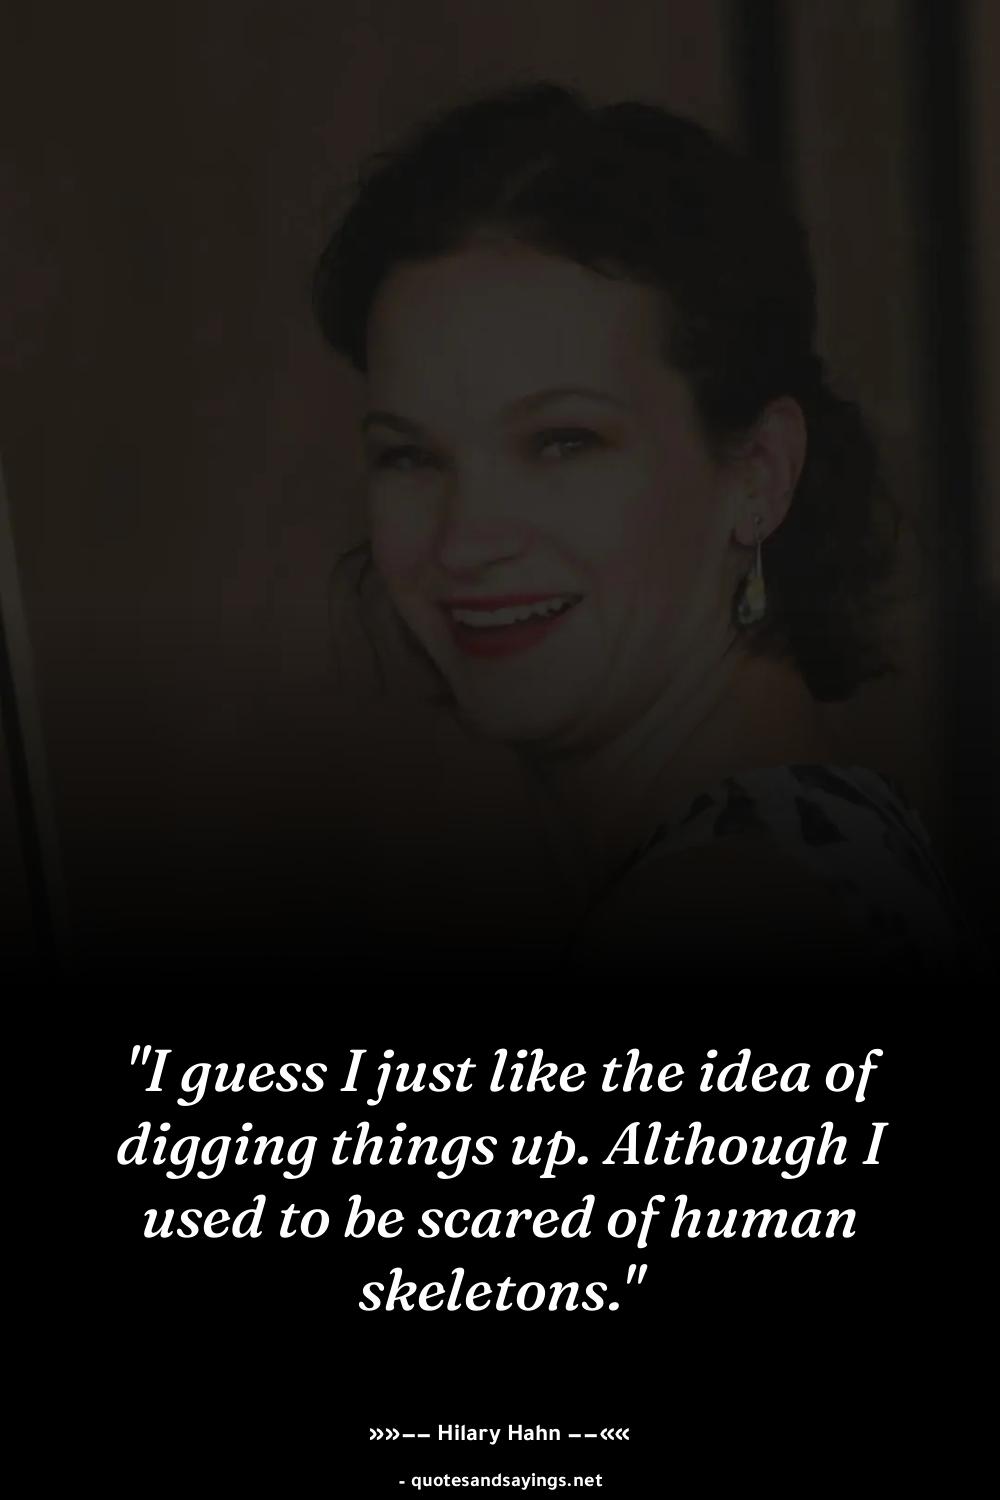 "I guess I just like the idea of
digging things up. Although I
used to be scared of human
skeletons."
»»–– Hilary Hahn ––««
- quotesandsayings.net